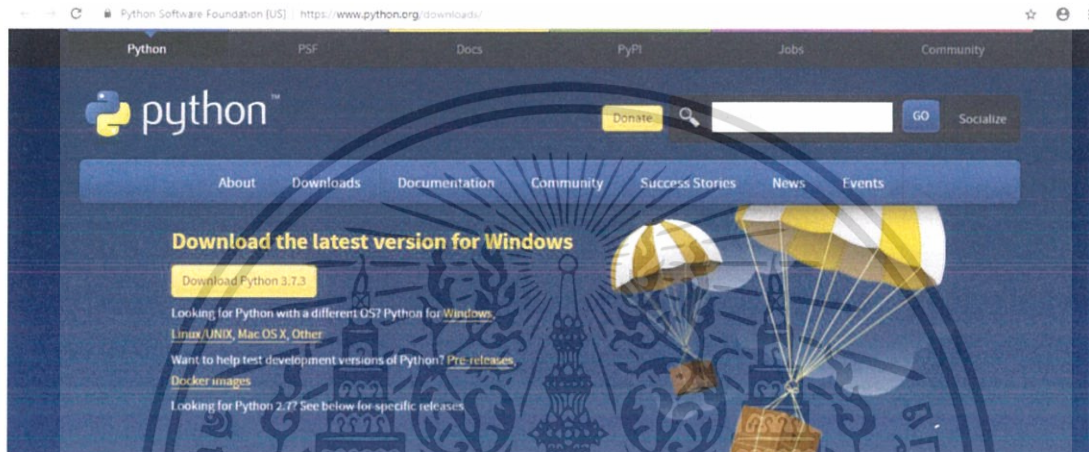 Python Software Foundation [US] | https://www.python.org/downloads/
Python PSF Docs PyPI Jobs Community
python™
Donate GO Socialize
About Downloads Documentation Community Success Stories News Events
Download the latest version for Windows
Download Python 3.7.3
Looking for Python with a different OS? Python for Windows,
Linux/UNIX, Mac OS X, Other
Want to help test development versions of Python? Pre-releases,
Docker images
Looking for Python 2.7? See below for specific releases